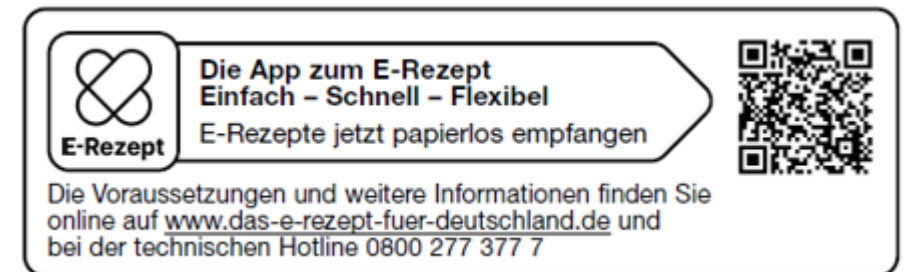 Die App zum E-Rezept
Einfach – Schnell – Flexibel
E-Rezepte jetzt papierlos empfangen
E-Rezept
Die Voraussetzungen und weitere Informationen finden Sie
online auf www.das-e-rezept-fuer-deutschland.de und
bei der technischen Hotline 0800 277 377 7